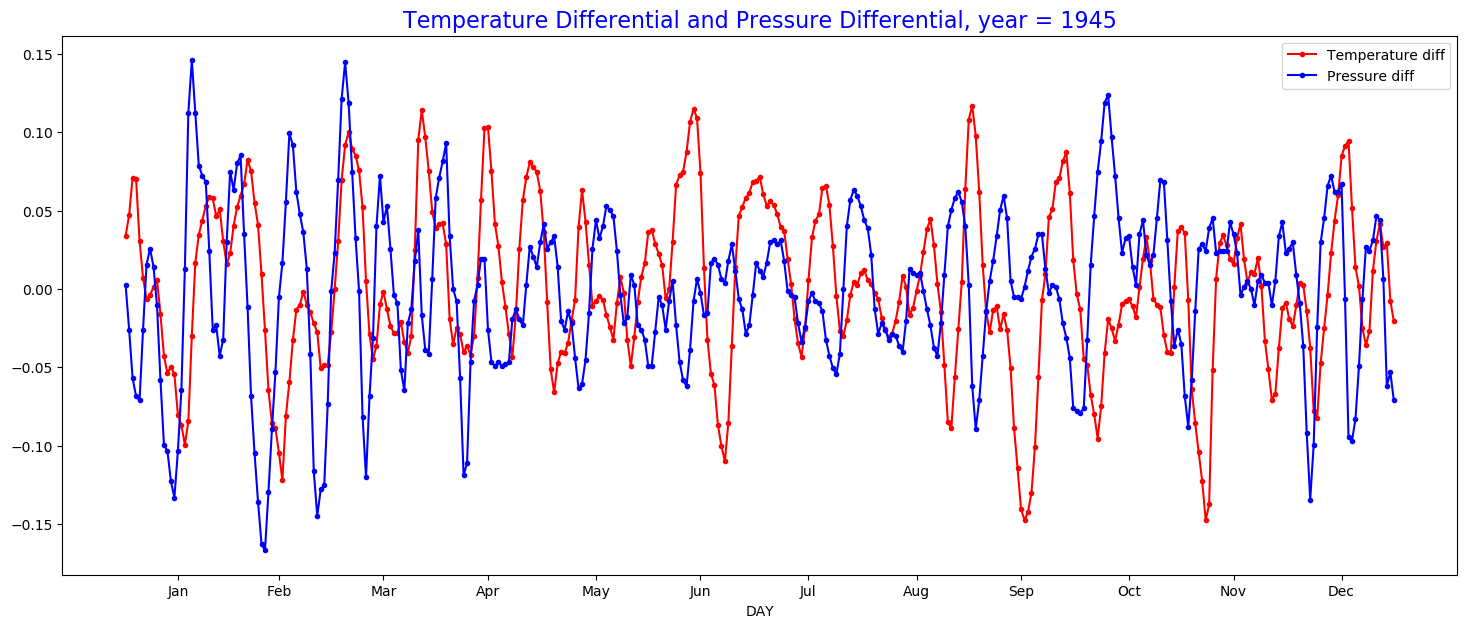 Temperature Differential and Pressure Differential, year = 1945
Temperature diff
Pressure diff
0.15
0.10
0.05
0.00
−0.05
−0.10
−0.15
Jan Feb Mar Apr May Jun Jul Aug Sep Oct Nov Dec
DAY